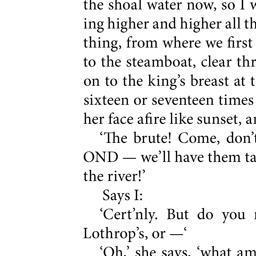 the shoal water now, so I w
ing higher and higher all th
thing, from where we first
to the steamboat, clear thr
on to the king’s breast at t
sixteen or seventeen times
her face afire like sunset, a
‘The brute! Come, don’t
OND — we’ll have them ta
the river!’
Says I:
‘Cert’nly. But do you
Lothrop’s, or —‘
‘Oh,’ she says, ‘what am